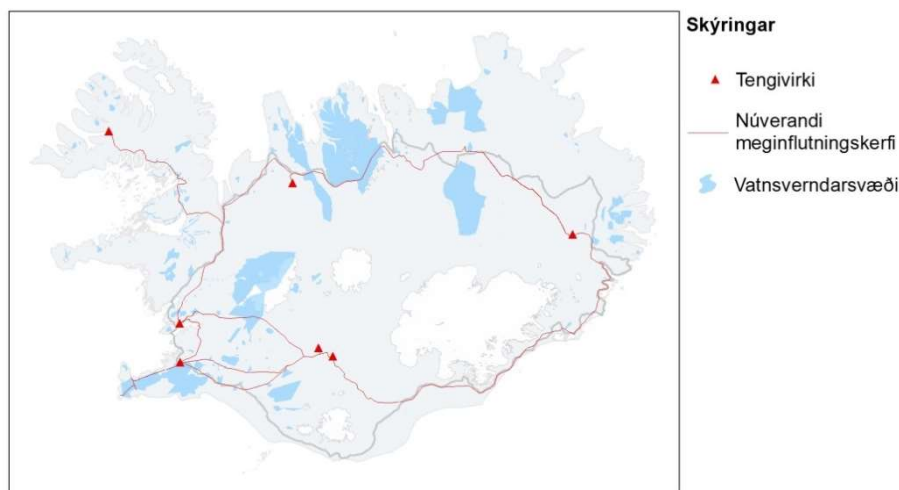 Skýringar
Tengivirki
Núverandi
meginflutningskerfi
Vatnsverndarsvæði